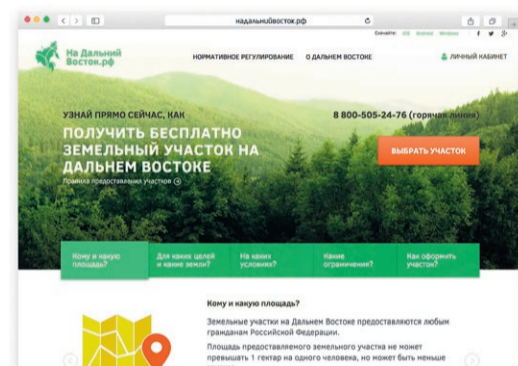 надальнийвосток.рф
Скачайте: iOS Android Windows
На Дальний
Восток.рф
НОРМАТИВНОЕ РЕГУЛИРОВАНИЕ О ДАЛЬНЕМ ВОСТОКЕ
ЛИЧНЫЙ КАБИНЕТ
УЗНАЙ ПРЯМО СЕЙЧАС, КАК
8 800-505-24-76 (горячая линия)
ПОЛУЧИТЬ БЕСПЛАТНО
ЗЕМЕЛЬНЫЙ УЧАСТОК НА
ДАЛЬНЕМ ВОСТОКЕ
ВЫБРАТЬ УЧАСТОК
Правила предоставления участков
Кому и какую
площадь?
Для каких целей
и какие земли?
На каких
условиях?
Какие
ограничения?
Как оформить
участок?
Кому и какую площадь?
Земельные участки на Дальнем Востоке предоставляются любым
гражданам Российской Федерации.
Площадь предоставляемого земельного участка не может
превышать 1 гектар на одного человека, но может быть меньше